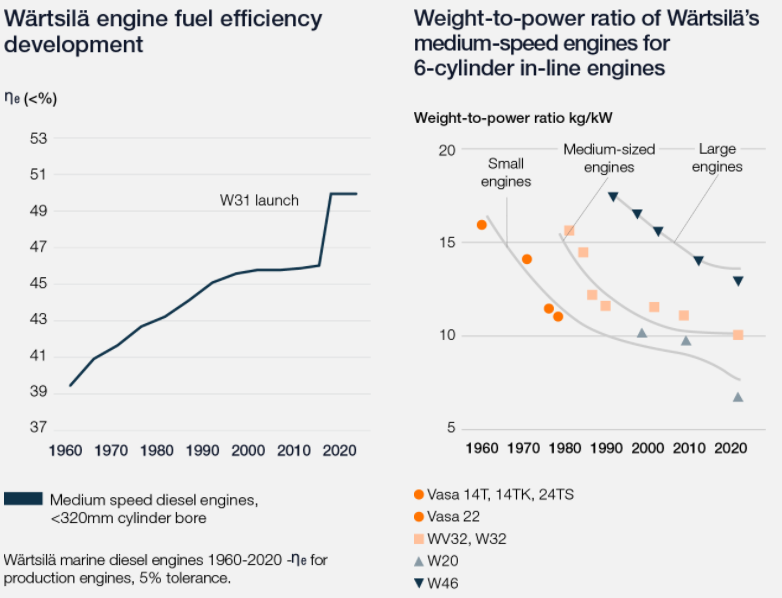 Wärtsilä engine fuel efficiency
development
ηe (<%)
53
51
49
47
45
43
41
39
37
W31 launch
1960 1970 1980 1990 2000 2010 2020
Medium speed diesel engines,
<320mm cylinder bore
Wärtsilä marine diesel engines 1960-2020 -ηe for
production engines, 5% tolerance.
Weight-to-power ratio of Wärtsilä's
medium-speed engines for
6-cylinder in-line engines
Weight-to-power ratio kg/kW
20
15
10
5
Small
engines
Medium-sized
engines
Large
engines
1960 1970 1980 1990 2000 2010 2020
Vasa 14T, 14TK, 24TS
Vasa 22
WV32, W32
W20
W46